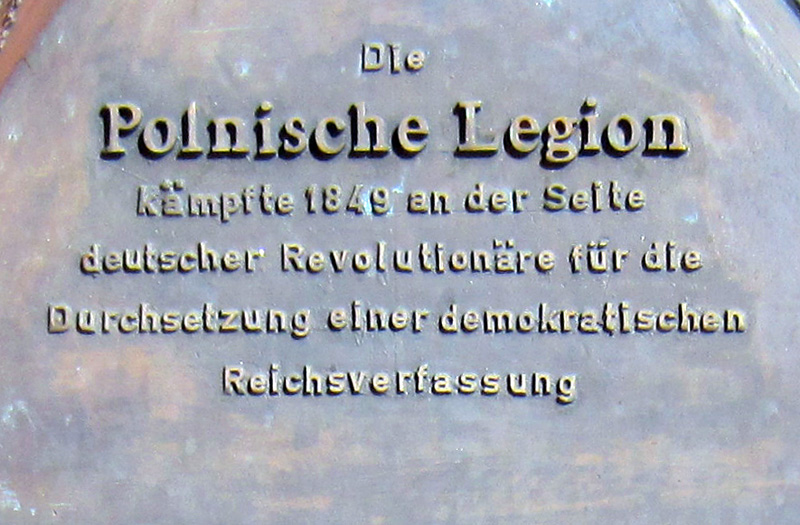 Die
Polnische Legion
kämpfte 1849 an der Seite
deutscher Revolutionäre für die
Durchsetzung einer demokratischen
Reichsverfassung